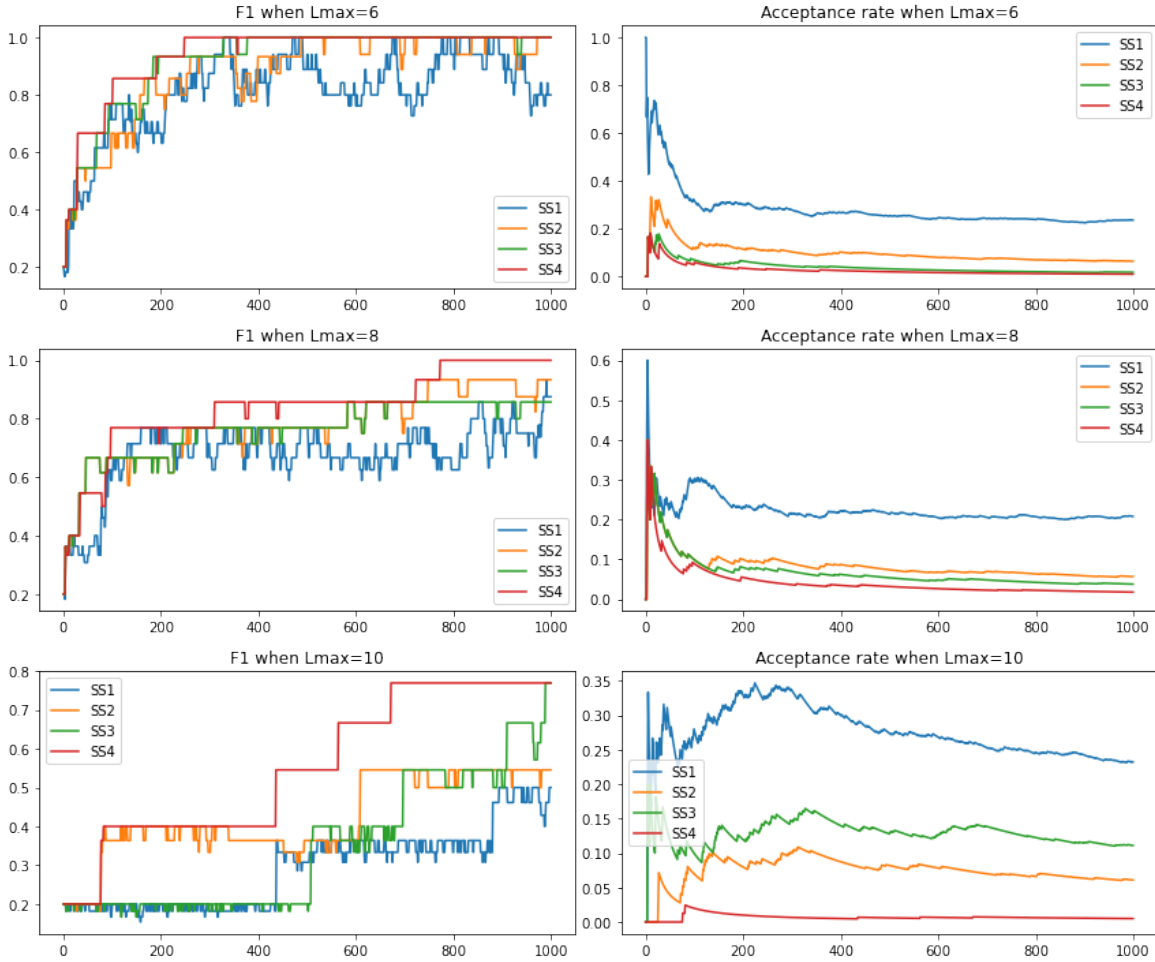 F1 when Lmax=6
1.0
0.8
0.6
0.4
0.2
0 200 400 600 800 1000
SS1
SS2
SS3
SS4
Acceptance rate when Lmax=6
1.0
0.8
0.6
0.4
0.2
0.0
0 200 400 600 800 1000
SS1
SS2
SS3
SS4
F1 when Lmax=8
1.0
0.8
0.6
0.4
0.2
0 200 400 600 800 1000
SS1
SS2
SS3
SS4
Acceptance rate when Lmax=8
0.6
0.5
0.4
0.3
0.2
0.1
0.0
0 200 400 600 800 1000
SS1
SS2
SS3
SS4
F1 when Lmax=10
0.8
0.7
0.6
0.5
0.4
0.3
0.2
0 200 400 600 800 1000
SS1
SS2
SS3
SS4
Acceptance rate when Lmax=10
0.35
0.30
0.25
0.20
0.15
0.10
0.05
0.00
0 200 400 600 800 1000
SS1
SS2
SS3
SS4